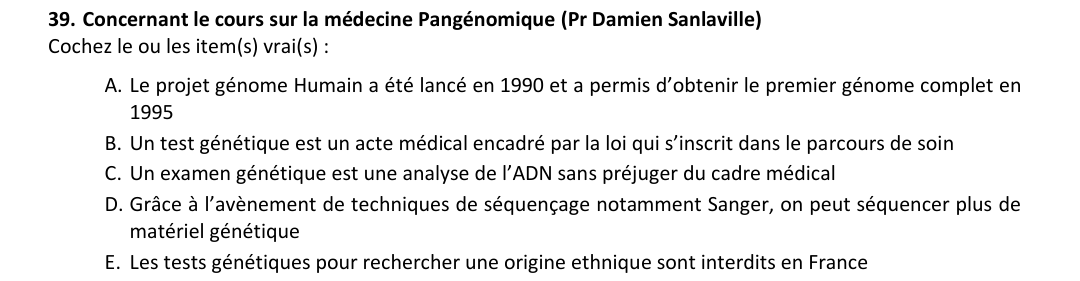 39. Concernant le cours sur la médecine Pangénomique (Pr Damien Sanlaville)
Cochez le ou les item(s) vrai(s) :
A. Le projet génome Humain a été lancé en 1990 et a permis d’obtenir le premier génome complet en
1995
B. Un test génétique est un acte médical encadré par la loi qui s’inscrit dans le parcours de soin
C. Un examen génétique est une analyse de l’ADN sans préjuger du cadre médical
D. Grâce à l’avènement de techniques de séquençage notamment Sanger, on peut séquencer plus de
matériel génétique
E. Les tests génétiques pour rechercher une origine ethnique sont interdits en France